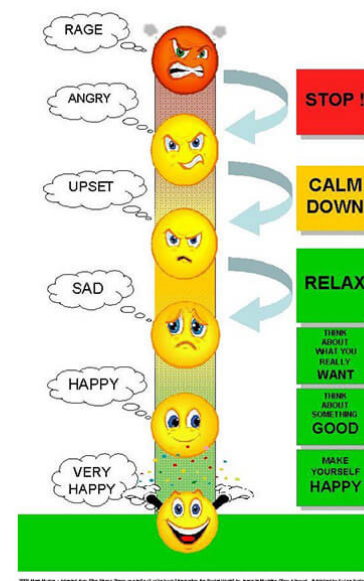 RAGE
ANGRY
STOP !
UPSET
CALM
DOWN
SAD
RELAX
THINK
ABOUT
WHAT YOU
REALLY
WANT
HAPPY
THINK
ABOUT
SOMETHING
GOOD
VERY
HAPPY
MAKE
YOURSELF
HAPPY